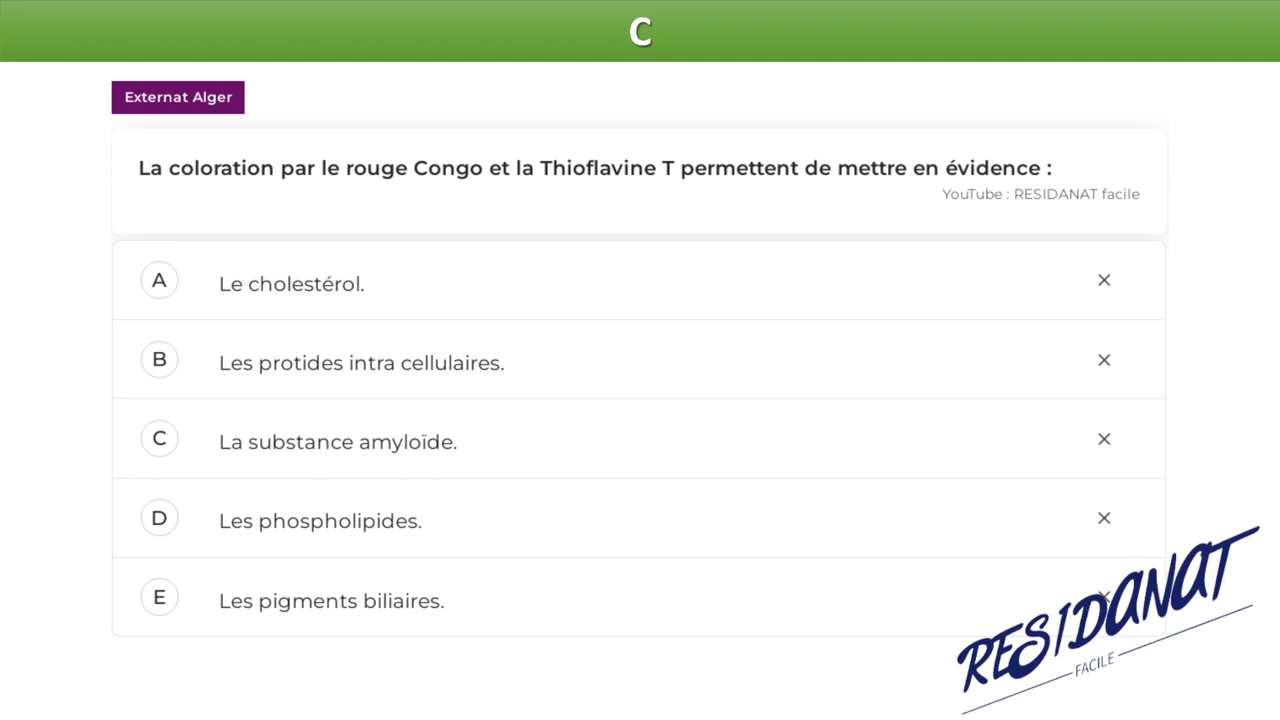 C
Externat Alger
La coloration par le rouge Congo et la Thioflavine T permettent de mettre en évidence :
YouTube : RESIDANAT facile
A Le cholestérol. ×
B Les protides intra cellulaires. ×
C La substance amyloïde. ×
D Les phospholipides. ×
E Les pigments biliaires. ×
RESIDANAT
FACILE